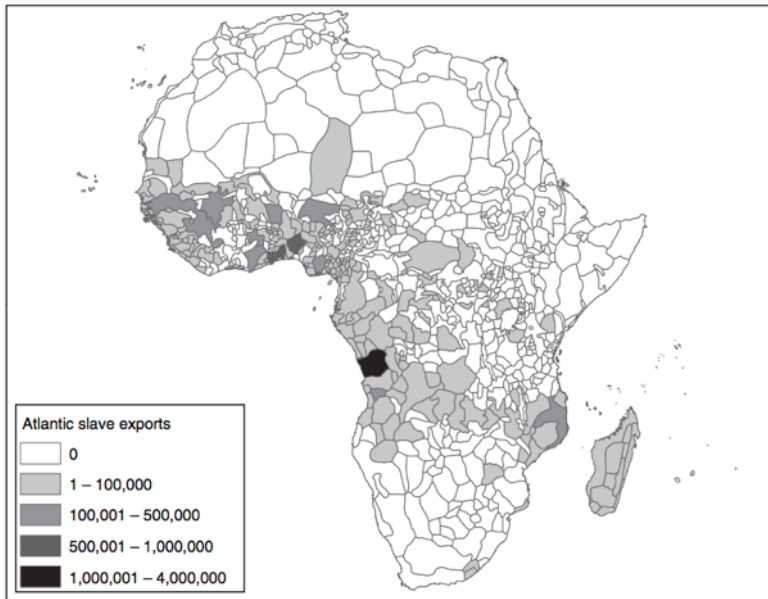 Atlantic slave exports
0
1 – 100,000
100,001 – 500,000
500,001 – 1,000,000
1,000,001 – 4,000,000